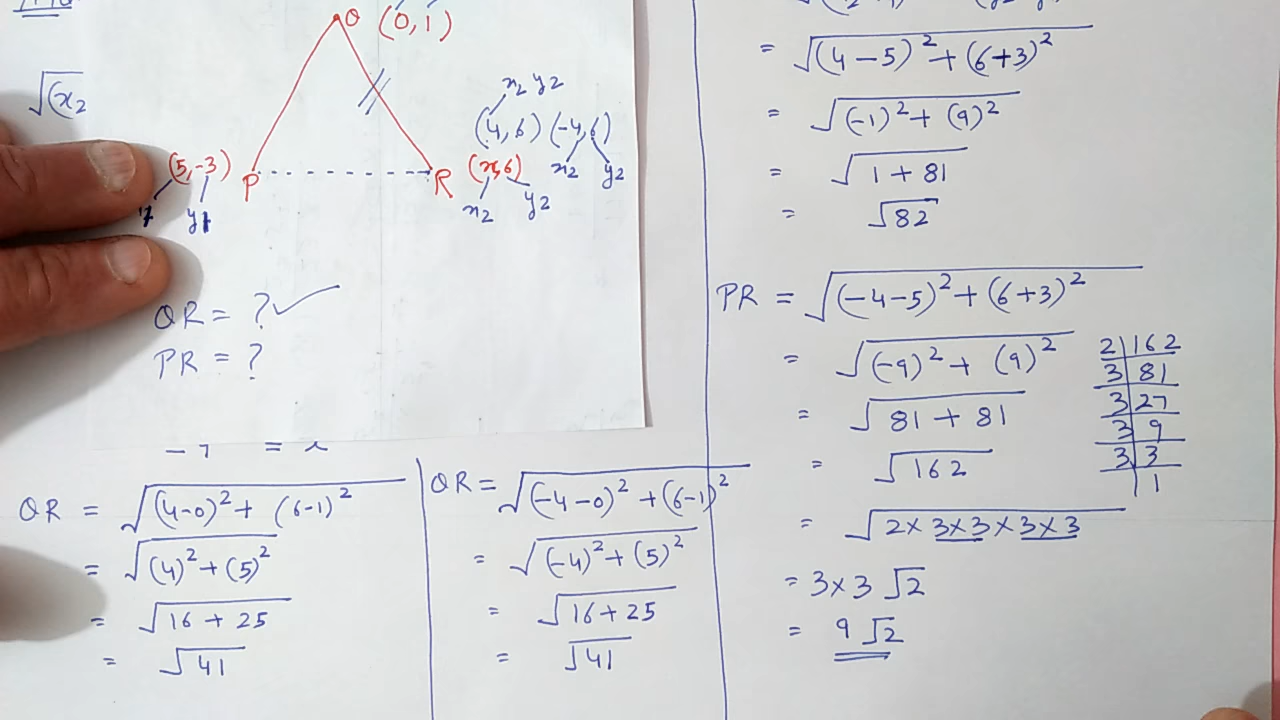 Q (0, 1)
x2 y2
(4, 6) (-4, 6)
(5, -3)
P
R (x, 6)
x2 y2
y1
x2 y2
QR = ? ✓
PR = ?
√(x2
QR = √(4-0)² + (6-1)²
= √(4)² + (5)²
= √16 + 25
= √41
QR = √(-4-0)² + (6-1)²
= √(-4)² + (5)²
= √16 + 25
= √41
= √(4-5)² + (6+3)²
= √(-1)² + (9)²
= √1 + 81
= √82
PR = √(-4-5)² + (6+3)²
= √(-9)² + (9)²
= √81 + 81
= √162
= √2 × 3×3 × 3×3
= 3×3 √2
= 9 √2
2 | 162
3 | 81
3 | 27
3 | 9
3 | 3
| 1